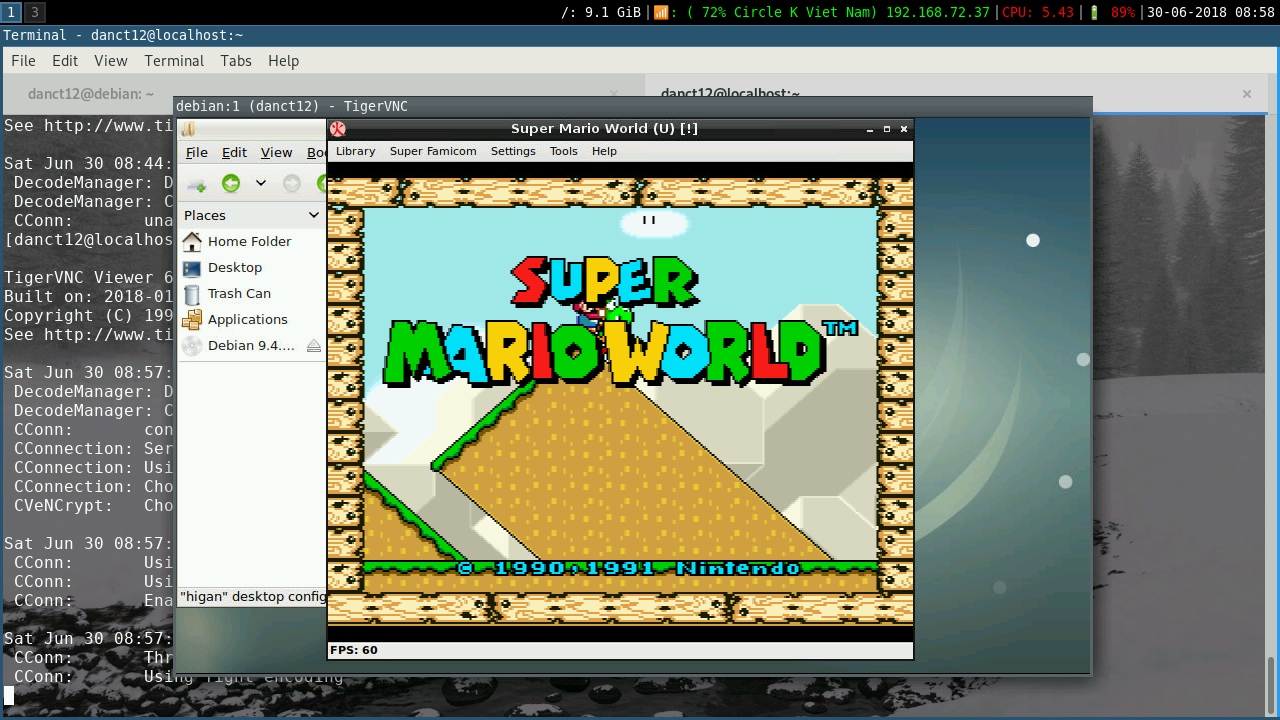 1 3 /: 9.1 GiB | : ( 72% Circle K Viet Nam) 192.168.72.37 | CPU: 5.43 | 89% | 30-06-2018 08:58
Terminal - danct12@localhost:~
File Edit View Terminal Tabs Help
danct12@debian: ~ × danct12@localhost:~ ×
debian:1 (danct12) - TigerVNC
See http://www.ti
Sat Jun 30 08:44:
DecodeManager: D
DecodeManager: C
CConn: una
[danct12@localhos
TigerVNC Viewer 6
Built on: 2018-01
Copyright (C) 199
See http://www.ti
Sat Jun 30 08:57:
DecodeManager: D
DecodeManager: C
CConn: con
CConnection: Ser
CConnection: Usi
CConnection: Cho
CVeNCrypt: Cho
Sat Jun 30 08:57:
CConn: Usi
CConn: Usi
CConn: Ena
Sat Jun 30 08:57:
CConn: Thr
CConn: Using Tight encoding
File Edit View Boo
Places
Home Folder
Desktop
Trash Can
Applications
Debian 9.4....
"higan" desktop config
Super Mario World (U) [!]
Library Super Famicom Settings Tools Help
SUPER
MARIO WORLD TM
© 1990,1991 Nintendo
FPS: 60